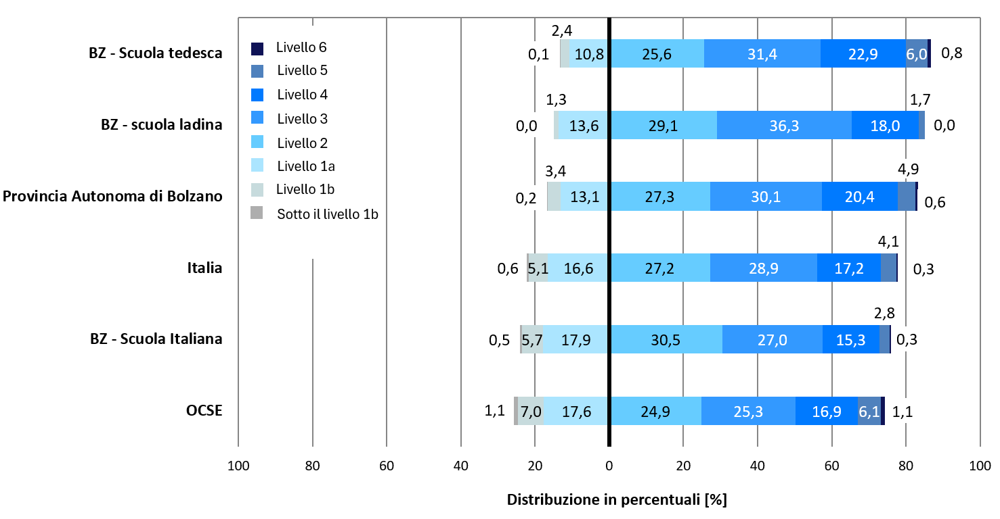 Livello 6
Livello 5
Livello 4
Livello 3
Livello 2
Livello 1a
Livello 1b
Sotto il livello 1b
BZ - Scuola tedesca
0,1 2,4 10,8 25,6 31,4 22,9 6,0 0,8
BZ - scuola ladina
0,0 1,3 13,6 29,1 36,3 18,0 1,7 0,0
Provincia Autonoma di Bolzano
0,2 3,4 13,1 27,3 30,1 20,4 4,9 0,6
Italia
0,6 5,1 16,6 27,2 28,9 17,2 4,1 0,3
BZ - Scuola Italiana
0,5 5,7 17,9 30,5 27,0 15,3 2,8 0,3
OCSE
1,1 7,0 17,6 24,9 25,3 16,9 6,1 1,1
100 80 60 40 20 0 20 40 60 80 100
Distribuzione in percentuali [%]